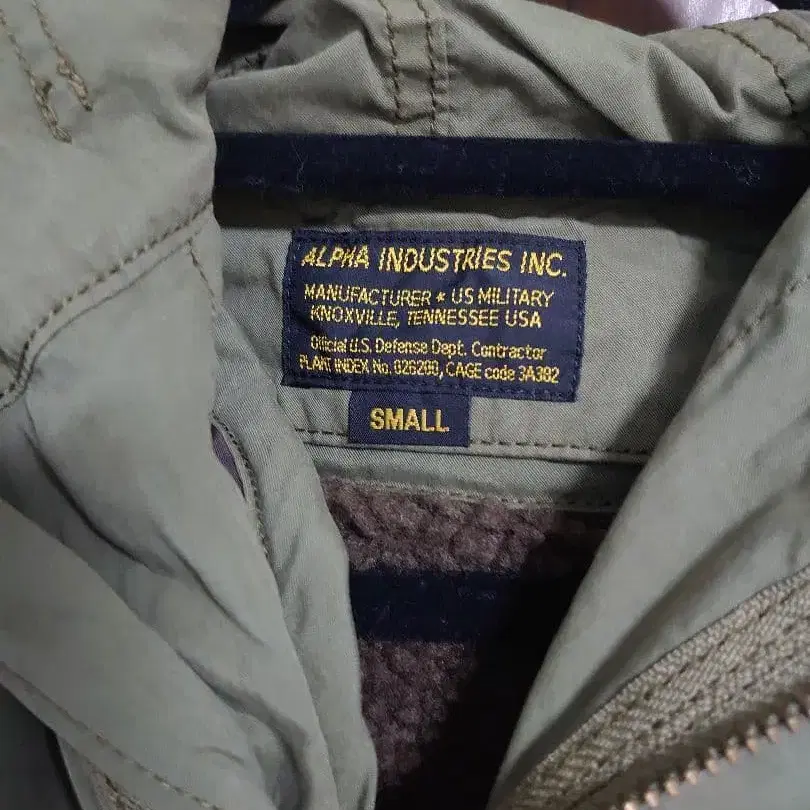 ALPHA INDUSTRIES INC.
MANUFACTURER ★ US MILITARY
KNOXVILLE, TENNESSEE USA
Official U.S. Defense Dept. Contractor
PLANT INDEX No. 026200, CAGE code 3A382
SMALL